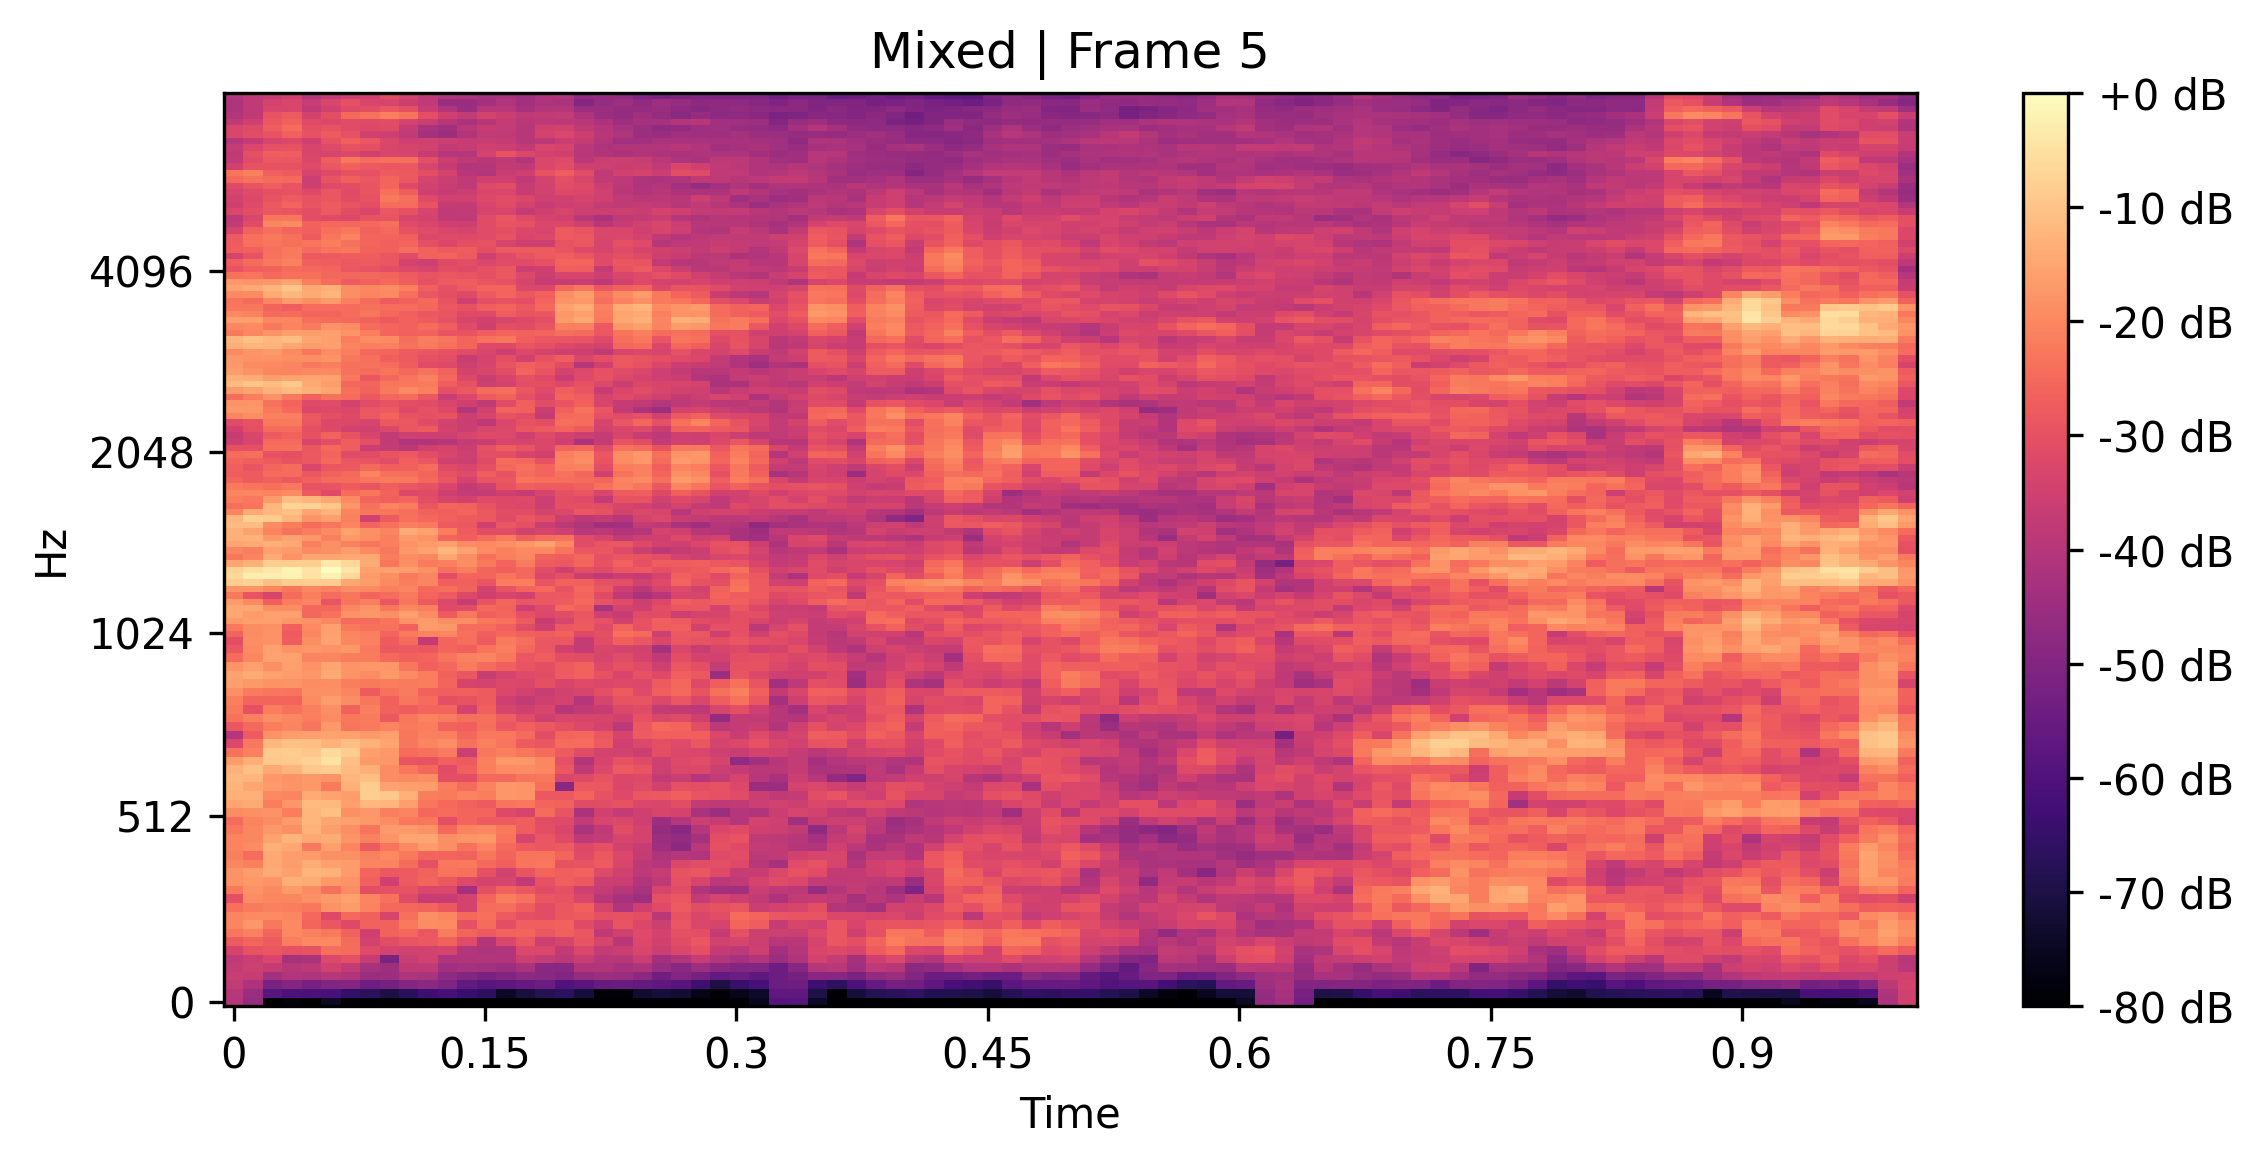 Mixed | Frame 5
+0 dB
-10 dB
-20 dB
-30 dB
-40 dB
-50 dB
-60 dB
-70 dB
-80 dB
4096
2048
1024
512
0
Hz
0 0.15 0.3 0.45 0.6 0.75 0.9
Time